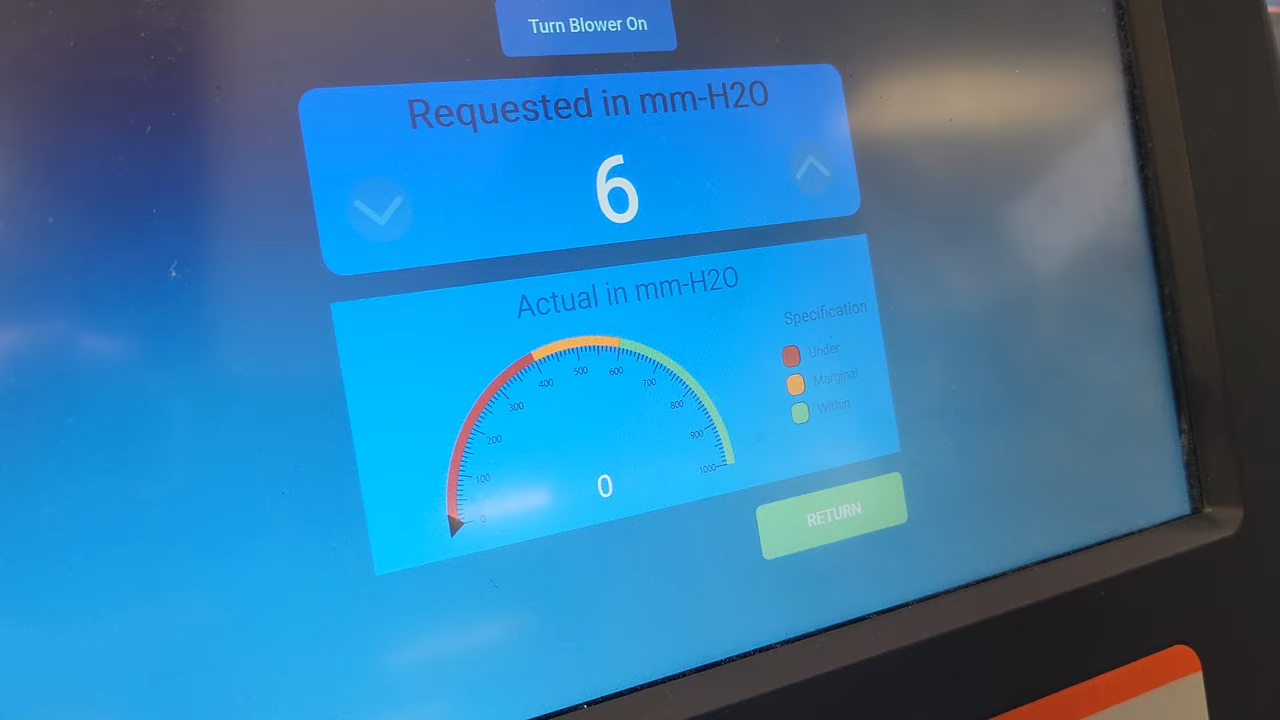 Turn Blower On
Requested in mm-H2O
6
Actual in mm-H2O
Specification
Under
Marginal
Within
0
100
200
300
400
500
600
700
800
900
1000
0
RETURN